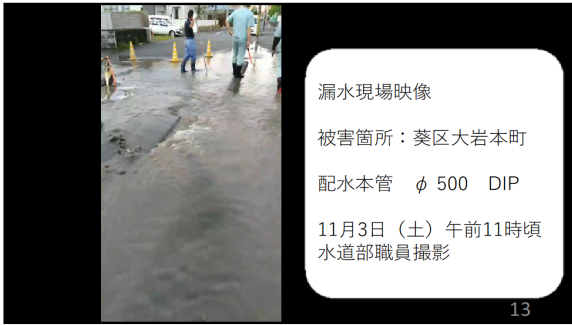 漏水現場映像
被害箇所：葵区大岩本町
配水本管　φ 500　DIP
11月3日（土）午前11時頃
水道部職員撮影
13